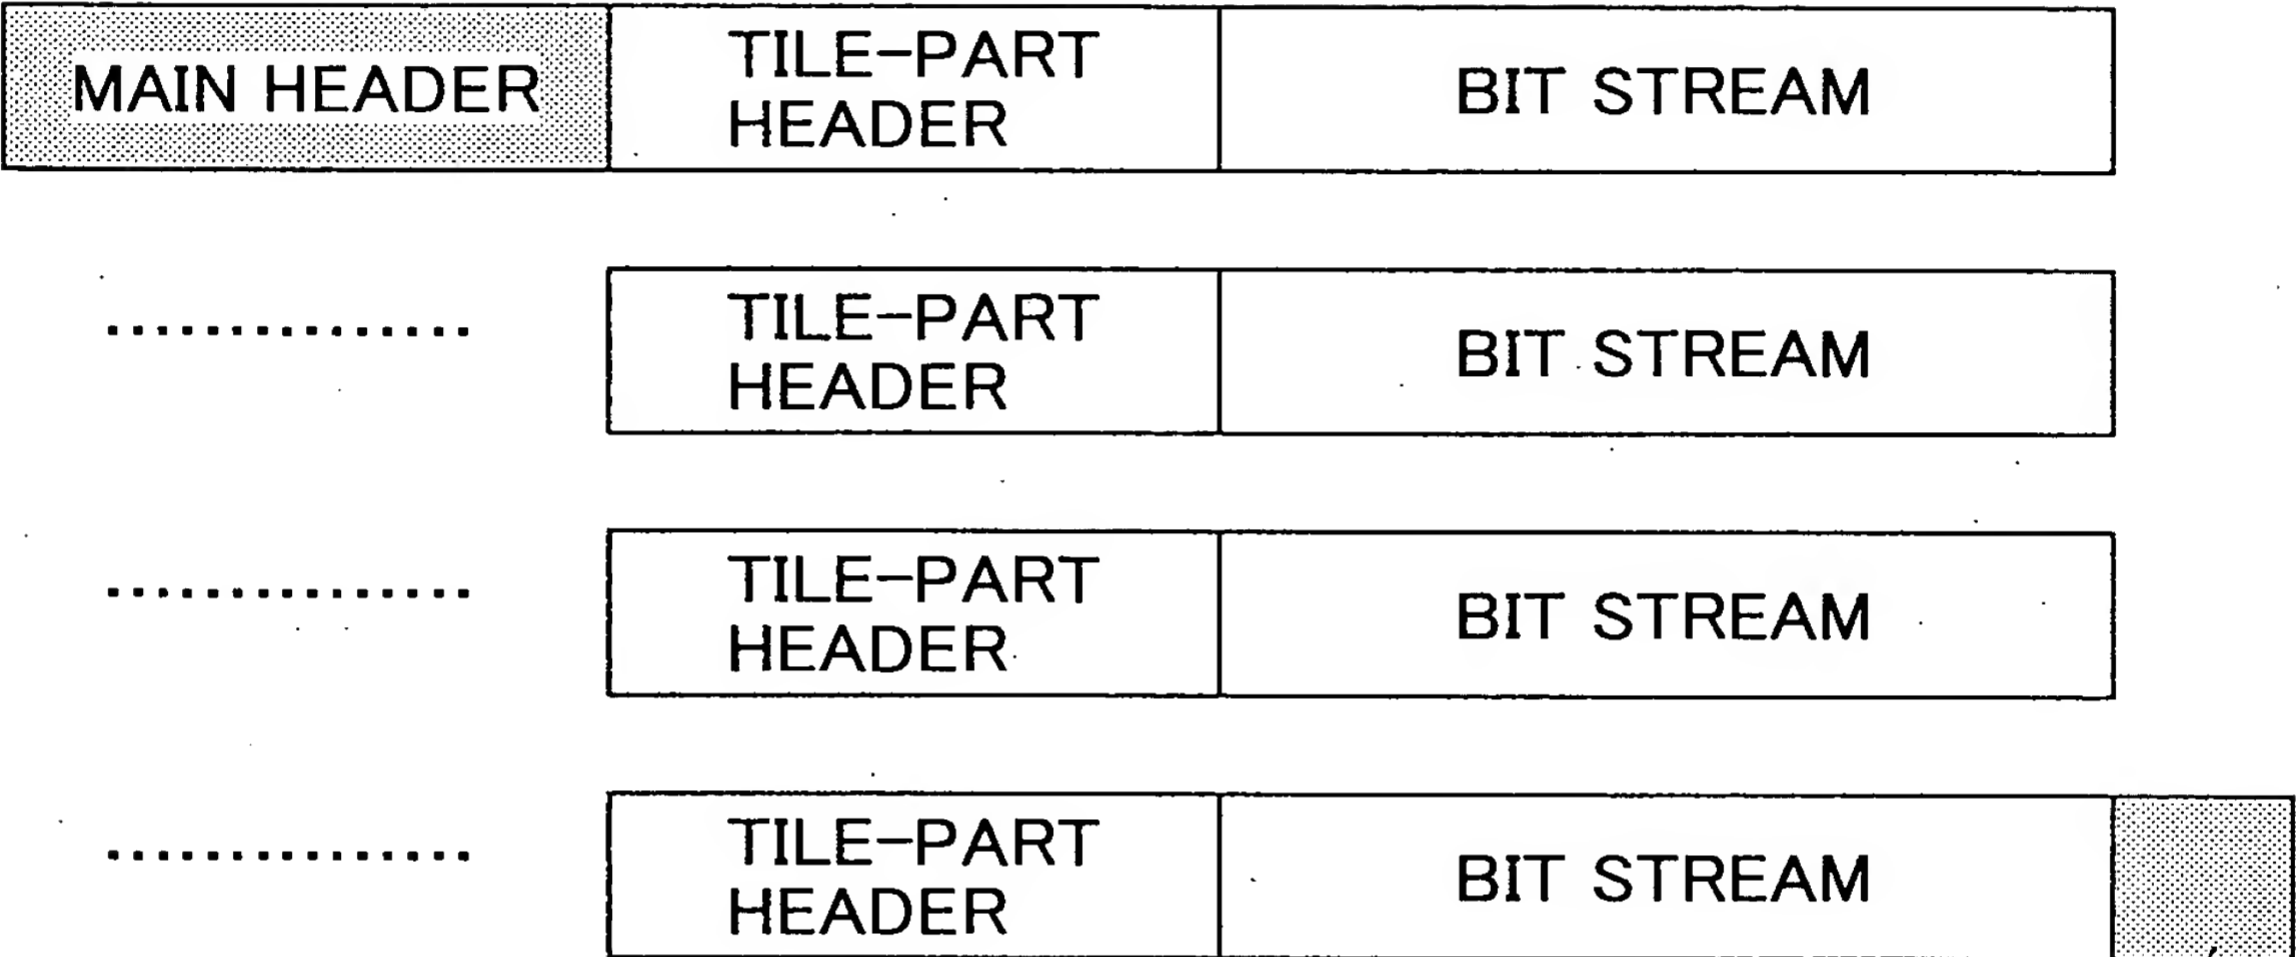 MAIN HEADER
TILE-PART
HEADER
BIT STREAM
...............
TILE-PART
HEADER
BIT STREAM
...............
TILE-PART
HEADER
BIT STREAM
...............
TILE-PART
HEADER
BIT STREAM